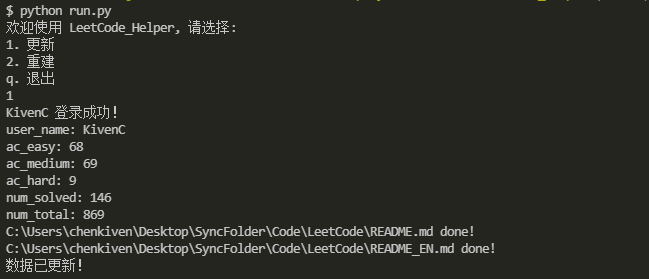 $ python run.py
欢迎使用 LeetCode_Helper, 请选择:
1. 更新
2. 重建
q. 退出
1
KivenC 登录成功!
user_name: KivenC
ac_easy: 68
ac_medium: 69
ac_hard: 9
num_solved: 146
num_total: 869
C:\Users\chenkiven\Desktop\SyncFolder\Code\LeetCode\README.md done!
C:\Users\chenkiven\Desktop\SyncFolder\Code\LeetCode\README_EN.md done!
数据已更新!